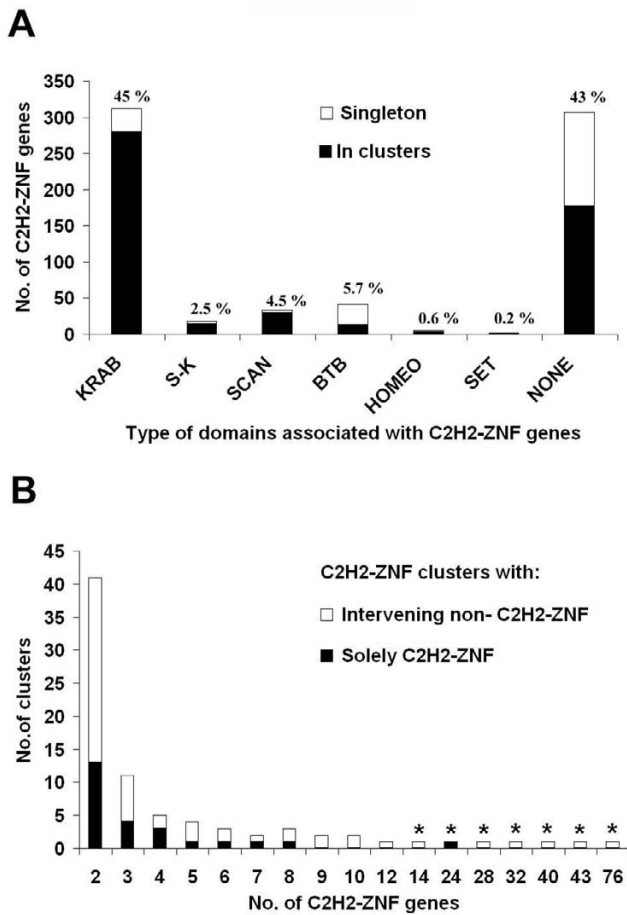 A
350
300
250
200
150
100
50
0
No. of C2H2-ZNF genes
45 %
2.5 %
4.5 %
5.7 %
0.6 %
0.2 %
43 %
Singleton
In clusters
KRAB
S-K
SCAN
BTB
HOMEO
SET
NONE
Type of domains associated with C2H2-ZNF genes
B
45
40
35
30
25
20
15
10
5
0
No.of clusters
C2H2-ZNF clusters with:
Intervening non- C2H2-ZNF
Solely C2H2-ZNF
* * * * * * *
2 3 4 5 6 7 8 9 10 12 14 24 28 32 40 43 76
No. of C2H2-ZNF genes